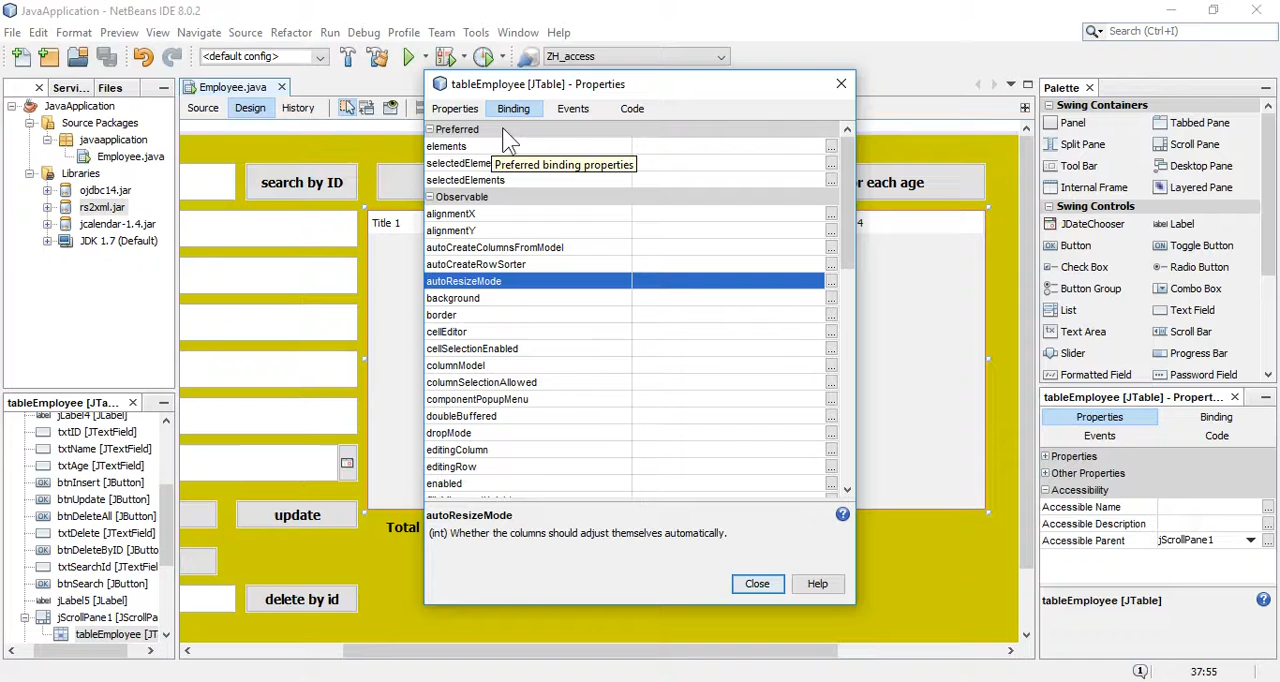 JavaApplication - NetBeans IDE 8.0.2
File Edit Format Preview View Navigate Source Refactor Run Debug Profile Team Tools Window Help
Search (Ctrl+I)
<default config>
ZH_access
Servi... Files
JavaApplication
Source Packages
javaapplication
Employee.java
Libraries
ojdbc14.jar
rs2xml.jar
jcalendar-1.4.jar
JDK 1.7 (Default)
tableEmployee [JTa...
jLabel4 [JLabel]
txtID [JTextField]
txtName [JTextField]
txtAge [JTextField]
btnInsert [JButton]
btnUpdate [JButton]
btnDeleteAll [JButton]
txtDelete [JTextField]
btnDeleteByID [JButto
txtSearchId [JTextField]
btnSearch [JButton]
jLabel5 [JLabel]
jScrollPane1 [JScrollP
tableEmployee [JT
Employee.java
Source Design History
search by ID
r each age
Title 1
4
update
Total
delete by id
tableEmployee [JTable] - Properties
Properties Binding Events Code
Preferred
elements
selectedEleme
Preferred binding properties
selectedElements
Observable
alignmentX
alignmentY
autoCreateColumnsFromModel
autoCreateRowSorter
autoResizeMode
background
border
cellEditor
cellSelectionEnabled
columnModel
columnSelectionAllowed
componentPopupMenu
doubleBuffered
dropMode
editingColumn
editingRow
enabled
autoResizeMode
(int) Whether the columns should adjust themselves automatically.
Close Help
Palette
Swing Containers
Panel Tabbed Pane
Split Pane Scroll Pane
Tool Bar Desktop Pane
Internal Frame Layered Pane
Swing Controls
JDateChooser Label
Button Toggle Button
Check Box Radio Button
Button Group Combo Box
List Text Field
Text Area Scroll Bar
Slider Progress Bar
Formatted Field Password Field
tableEmployee [JTable] - Propert...
Properties Binding
Events Code
Properties
Other Properties
Accessibility
Accessible Name
Accessible Description
Accessible Parent jScrollPane1
tableEmployee [JTable]
37:55